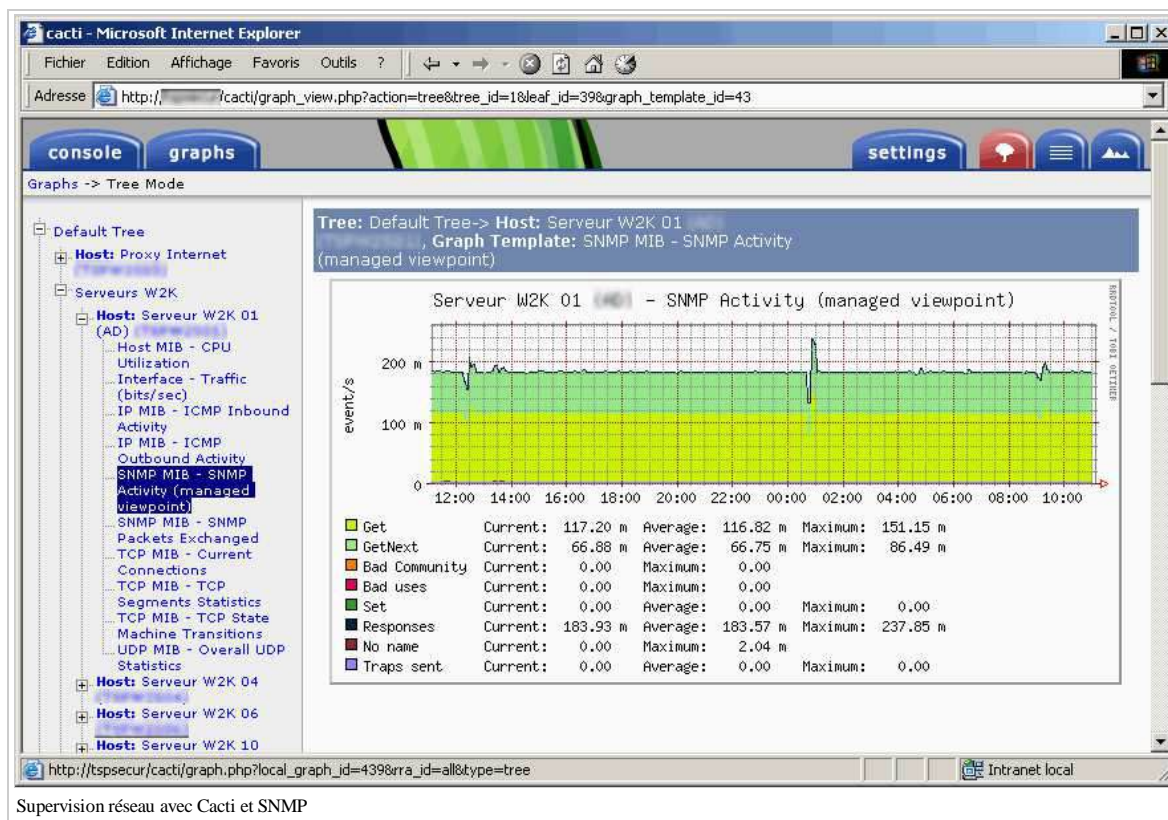 cacti - Microsoft Internet Explorer
Fichier Edition Affichage Favoris Outils ?
Adresse http:/ /cacti/graph_view.php?action=tree&tree_id=1&leaf_id=39&graph_template_id=43
console graphs settings
Graphs -> Tree Mode
Default Tree
Host: Proxy Internet
Serveurs W2K
Host: Serveur W2K 01
(AD)
Host MIB - CPU
Utilization
Interface - Traffic
(bits/sec)
IP MIB - ICMP Inbound
Activity
IP MIB - ICMP
Outbound Activity
SNMP MIB - SNMP
Activity (managed
viewpoint)
SNMP MIB - SNMP
Packets Exchanged
TCP MIB - Current
Connections
TCP MIB - TCP
Segments Statistics
TCP MIB - TCP State
Machine Transitions
UDP MIB - Overall UDP
Statistics
Host: Serveur W2K 04
Host: Serveur W2K 06
Host: Serveur W2K 10
Tree: Default Tree-> Host: Serveur W2K 01
, Graph Template: SNMP MIB - SNMP Activity
(managed viewpoint)
Serveur W2K 01 - SNMP Activity (managed viewpoint)
RRDTOOL / TOBI OETIKER
event/s
200 m
100 m
0
12:00 14:00 16:00 18:00 20:00 22:00 00:00 02:00 04:00 06:00 08:00 10:00
Get Current: 117.20 m Average: 116.82 m Maximum: 151.15 m
GetNext Current: 66.88 m Average: 66.75 m Maximum: 86.49 m
Bad Community Current: 0.00 Maximum: 0.00
Bad uses Current: 0.00 Maximum: 0.00
Set Current: 0.00 Average: 0.00 Maximum: 0.00
Responses Current: 183.93 m Average: 183.57 m Maximum: 237.85 m
No name Current: 0.00 Maximum: 2.04 m
Traps sent Current: 0.00 Average: 0.00 Maximum: 0.00
http://tspsecur/cacti/graph.php?local_graph_id=439&rra_id=all&type=tree
Intranet local
Supervision réseau avec Cacti et SNMP